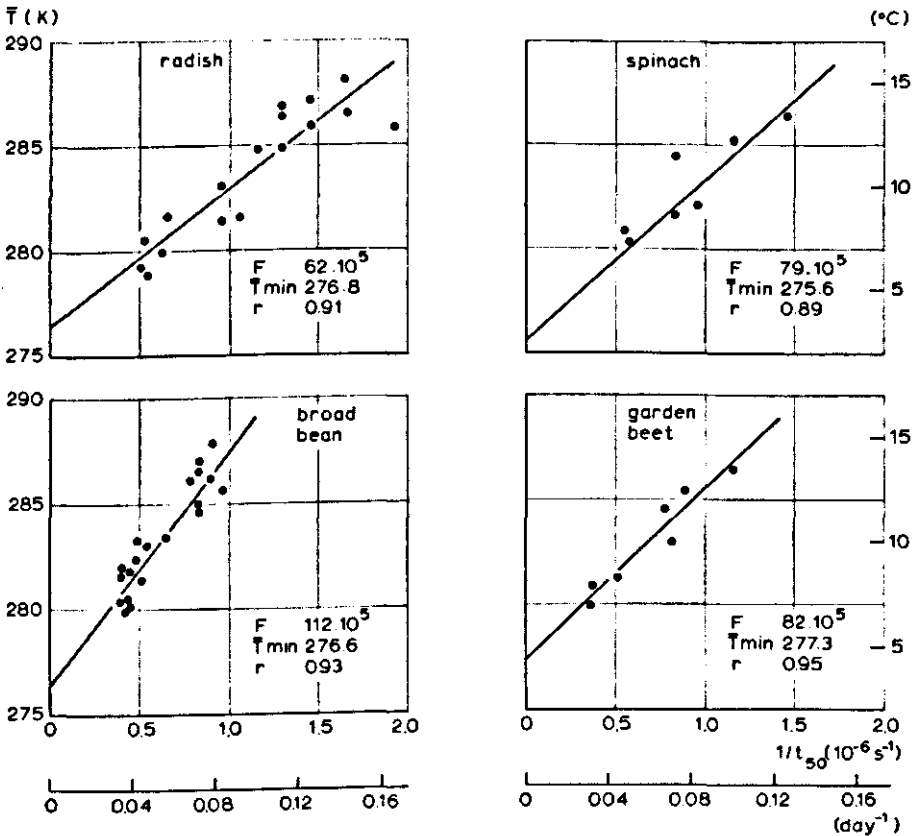 T̄ (K)
(°C)
290
285
280
275
radish
F 62.10⁵
T̄min 276.8
r 0.91
spinach
F 79.10⁵
T̄min 275.6
r 0.89
15
10
5
290
285
280
275
broad
bean
F 112.10⁵
T̄min 276.6
r 0.93
garden
beet
F 82.10⁵
T̄min 277.3
r 0.95
15
10
5
0 0.5 1.0 1.5 2.0
0 0.5 1.0 1.5 2.0
1/t₅₀ (10⁻⁶ s⁻¹)
0 0.04 0.08 0.12 0.16
0 0.04 0.08 0.12 0.16
(day⁻¹)